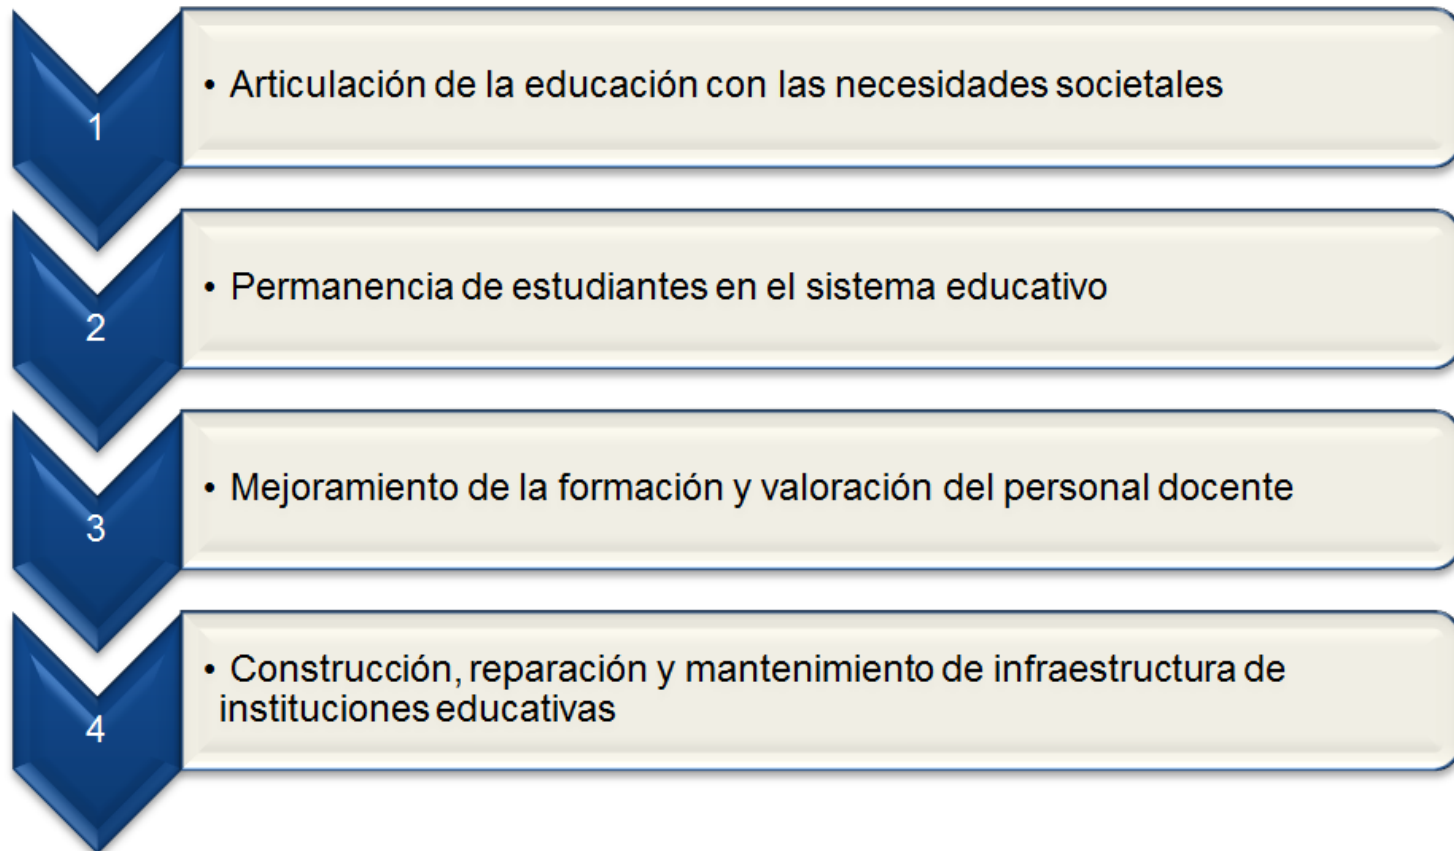 1
• Articulación de la educación con las necesidades societales
2
• Permanencia de estudiantes en el sistema educativo
3
• Mejoramiento de la formación y valoración del personal docente
4
• Construcción, reparación y mantenimiento de infraestructura de
instituciones educativas